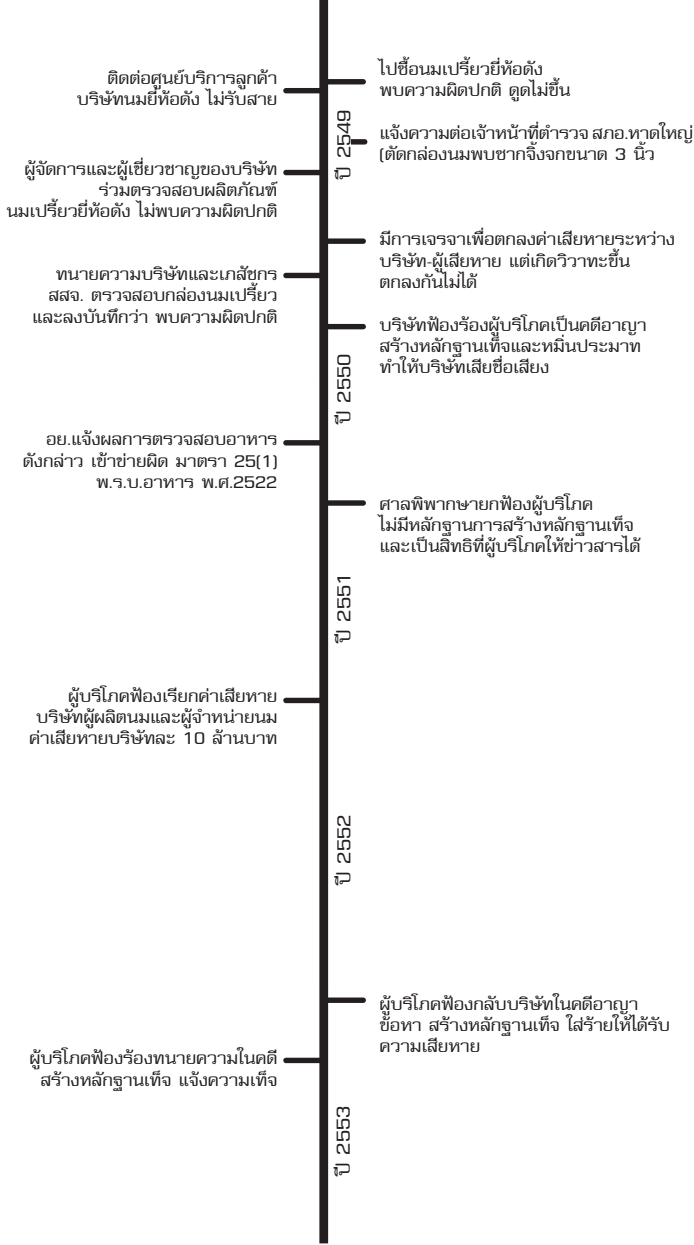 ไปซื้อนมเปรี้ยวยี่ห้อดัง
พบความผิดปกติ ดูดไม่ขึ้น
ติดต่อศูนย์บริการลูกค้า
บริษัทนมยี่ห้อดัง ไม่รับสาย
ปี 2549
แจ้งความต่อเจ้าหน้าที่ตำรวจ สภอ.หาดใหญ่
(ตัดกล่องนมพบซากจิ้งจกขนาด 3 นิ้ว
ผู้จัดการและผู้เชี่ยวชาญของบริษัท
ร่วมตรวจสอบผลิตภัณฑ์
นมเปรี้ยวยี่ห้อดัง ไม่พบความผิดปกติ
มีการเจรจาเพื่อตกลงค่าเสียหายระหว่าง
บริษัท-ผู้เสียหาย แต่เกิดวิวาทะขึ้น
ตกลงกันไม่ได้
ทนายความบริษัทและเภสัชกร
สสจ. ตรวจสอบกล่องนมเปรี้ยว
และลงบันทึกว่า พบความผิดปกติ
บริษัทฟ้องร้องผู้บริโภคเป็นคดีอาญา
สร้างหลักฐานเท็จและหมิ่นประมาท
ทำให้บริษัทเสียชื่อเสียง
ปี 2550
อย.แจ้งผลการตรวจสอบอาหาร
ดังกล่าว เข้าข่ายผิด มาตรา 25(1)
พ.ร.บ.อาหาร พ.ศ.2522
ศาลพิพากษายกฟ้องผู้บริโภค
ไม่มีหลักฐานการสร้างหลักฐานเท็จ
และเป็นสิทธิที่ผู้บริโภคให้ข่าวสารได้
ปี 2551
ผู้บริโภคฟ้องเรียกค่าเสียหาย
บริษัทผู้ผลิตนมและผู้จำหน่ายนม
ค่าเสียหายบริษัทละ 10 ล้านบาท
ปี 2552
ผู้บริโภคฟ้องกลับบริษัทในคดีอาญา
ข้อหา สร้างหลักฐานเท็จ ใส่ร้ายให้ได้รับ
ความเสียหาย
ผู้บริโภคฟ้องร้องทนายความในคดี
สร้างหลักฐานเท็จ แจ้งความเท็จ
ปี 2553